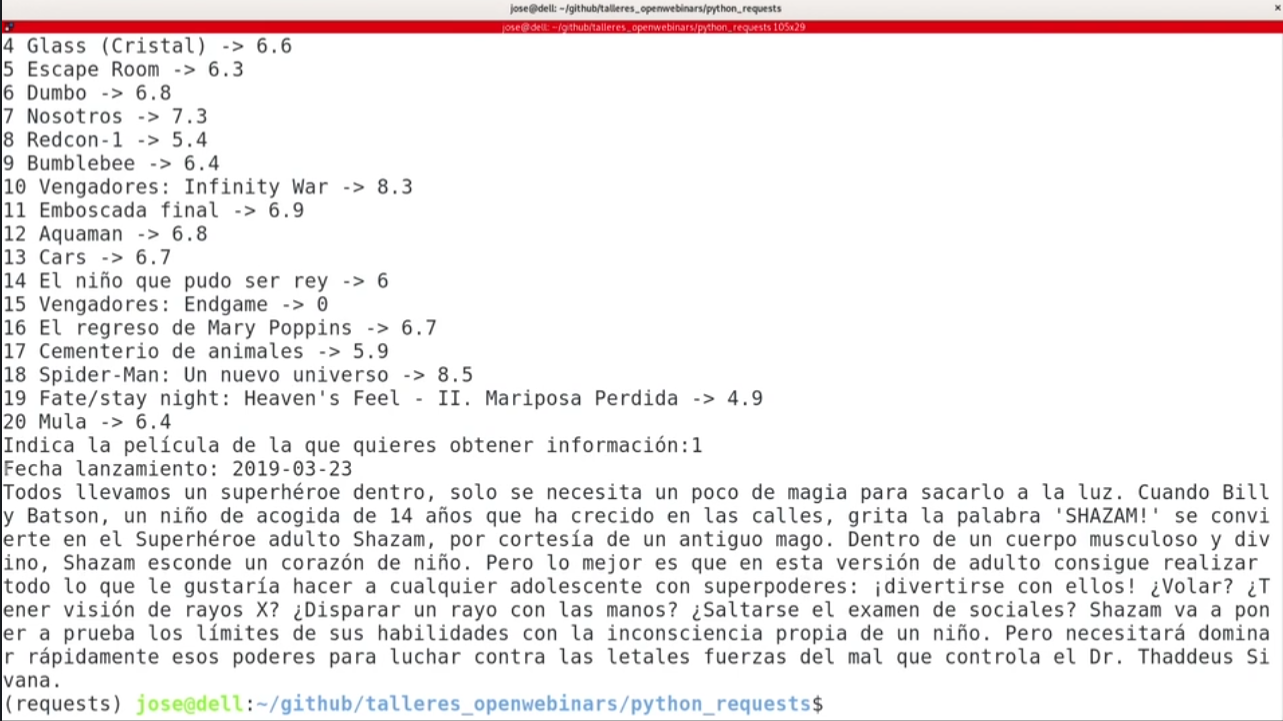 jose@dell: ~/github/talleres_openwebinars/python_requests
jose@dell: ~/github/talleres_openwebinars/python_requests 105x29
4 Glass (Cristal) -> 6.6
5 Escape Room -> 6.3
6 Dumbo -> 6.8
7 Nosotros -> 7.3
8 Redcon-1 -> 5.4
9 Bumblebee -> 6.4
10 Vengadores: Infinity War -> 8.3
11 Emboscada final -> 6.9
12 Aquaman -> 6.8
13 Cars -> 6.7
14 El niño que pudo ser rey -> 6
15 Vengadores: Endgame -> 0
16 El regreso de Mary Poppins -> 6.7
17 Cementerio de animales -> 5.9
18 Spider-Man: Un nuevo universo -> 8.5
19 Fate/stay night: Heaven's Feel - II. Mariposa Perdida -> 4.9
20 Mula -> 6.4
Indica la película de la que quieres obtener información:1
Fecha lanzamiento: 2019-03-23
Todos llevamos un superhéroe dentro, solo se necesita un poco de magia para sacarlo a la luz. Cuando Bill
y Batson, un niño de acogida de 14 años que ha crecido en las calles, grita la palabra 'SHAZAM!' se convi
erte en el Superhéroe adulto Shazam, por cortesía de un antiguo mago. Dentro de un cuerpo musculoso y div
ino, Shazam esconde un corazón de niño. Pero lo mejor es que en esta versión de adulto consigue realizar
todo lo que le gustaría hacer a cualquier adolescente con superpoderes: ¡divertirse con ellos! ¿Volar? ¿T
ener visión de rayos X? ¿Disparar un rayo con las manos? ¿Saltarse el examen de sociales? Shazam va a pon
er a prueba los límites de sus habilidades con la inconsciencia propia de un niño. Pero necesitará domina
r rápidamente esos poderes para luchar contra las letales fuerzas del mal que controla el Dr. Thaddeus Si
vana.
(requests) jose@dell:~/github/talleres_openwebinars/python_requests$